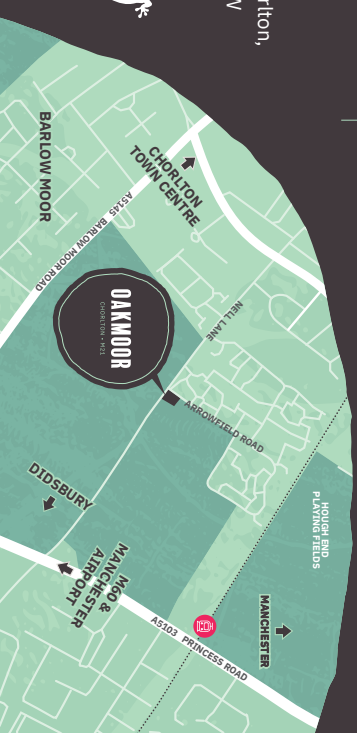 rlton,
W
CHORLTON
TOWN CENTRE
BARLOW MOOR
A5145 BARLOW MOOR ROAD
NELL LANE
OAKMOOR
CHORLTON • M21
ARROWFIELD ROAD
HOUGH END
PLAYING FIELDS
DIDSBURY
M60 &
MANCHESTER
AIRPORT
MANCHESTER
A5103 PRINCESS ROAD